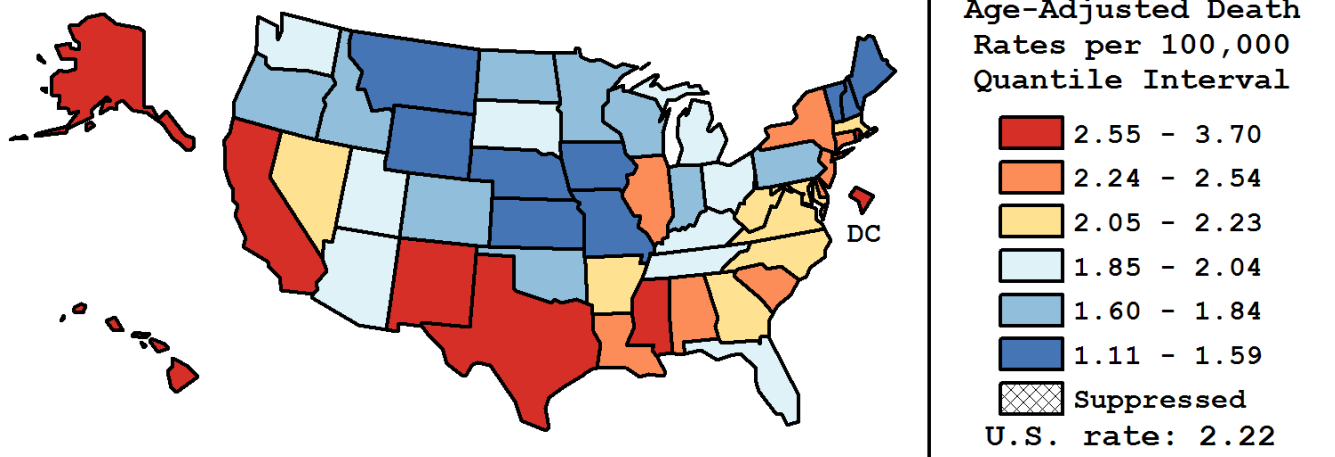 Age-Adjusted Death
Rates per 100,000
Quantile Interval
2.55 - 3.70
2.24 - 2.54
2.05 - 2.23
1.85 - 2.04
1.60 - 1.84
1.11 - 1.59
Suppressed
U.S. rate: 2.22
DC